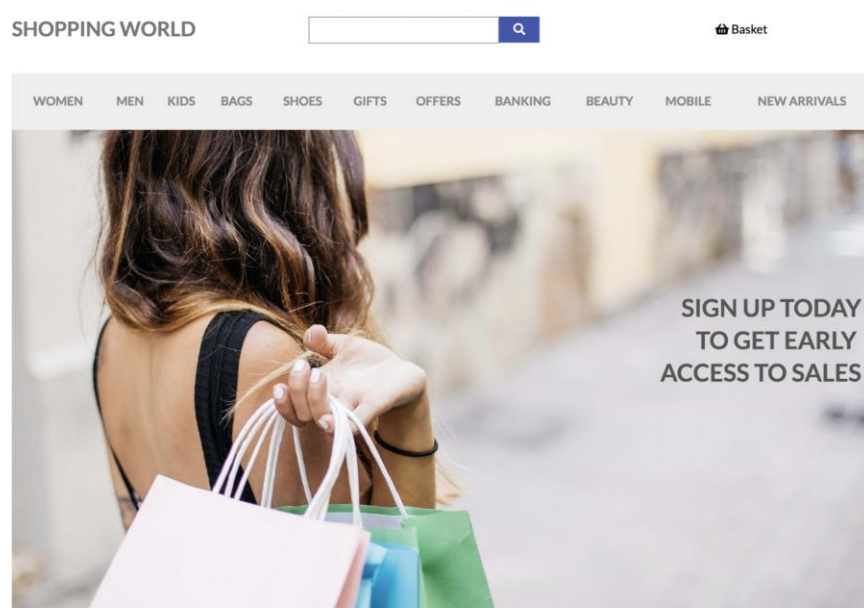 SHOPPING WORLD
Basket
WOMEN MEN KIDS BAGS SHOES GIFTS OFFERS BANKING BEAUTY MOBILE NEW ARRIVALS
SIGN UP TODAY
TO GET EARLY
ACCESS TO SALES